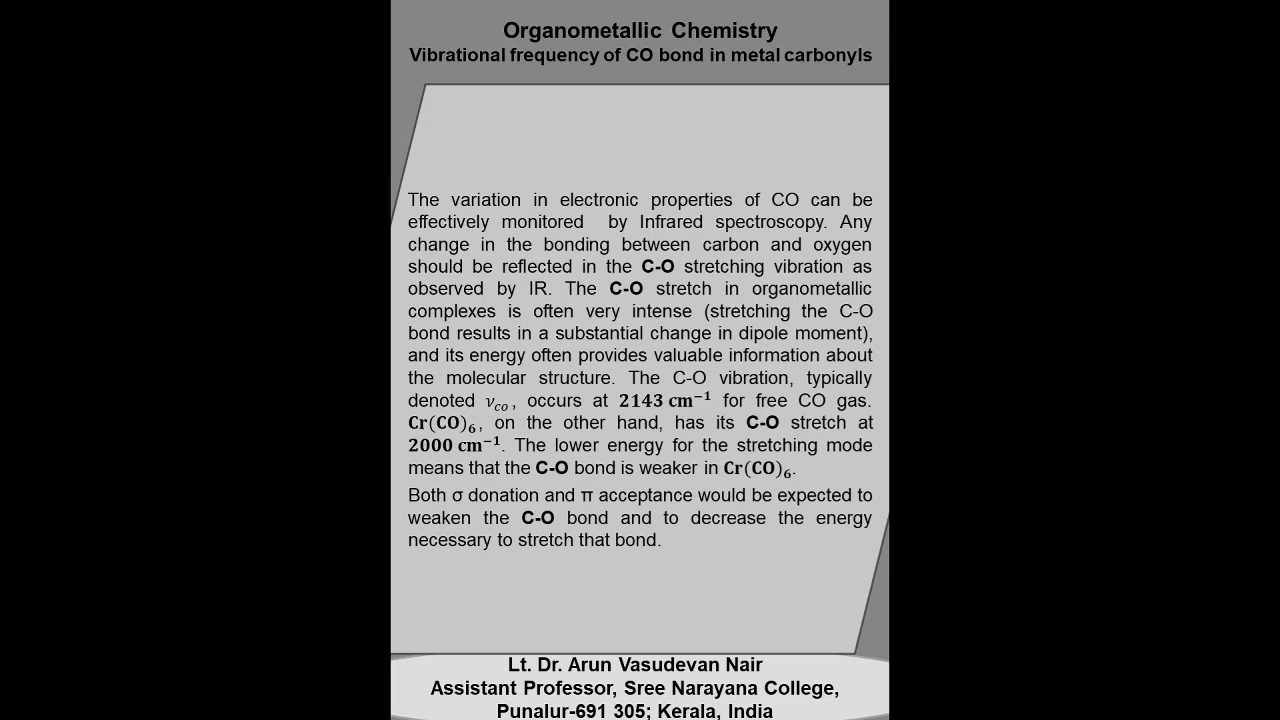 Organometallic Chemistry
Vibrational frequency of CO bond in metal carbonyls
The variation in electronic properties of CO can be
effectively monitored by Infrared spectroscopy. Any
change in the bonding between carbon and oxygen
should be reflected in the C-O stretching vibration as
observed by IR. The C-O stretch in organometallic
complexes is often very intense (stretching the C-O
bond results in a substantial change in dipole moment),
and its energy often provides valuable information about
the molecular structure. The C-O vibration, typically
denoted ν_co, occurs at 2143 cm⁻¹ for free CO gas.
Cr(CO)₆, on the other hand, has its C-O stretch at
2000 cm⁻¹. The lower energy for the stretching mode
means that the C-O bond is weaker in Cr(CO)₆.
Both σ donation and π acceptance would be expected to
weaken the C-O bond and to decrease the energy
necessary to stretch that bond.
Lt. Dr. Arun Vasudevan Nair
Assistant Professor, Sree Narayana College,
Punalur-691 305; Kerala, India